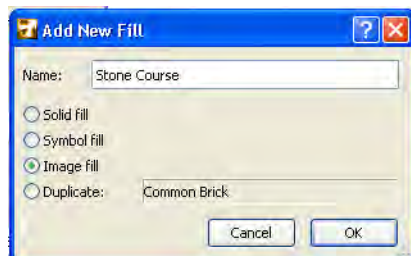 Add New Fill
Name: Stone Course
Solid fill
Symbol fill
Image fill
Duplicate: Common Brick
Cancel OK